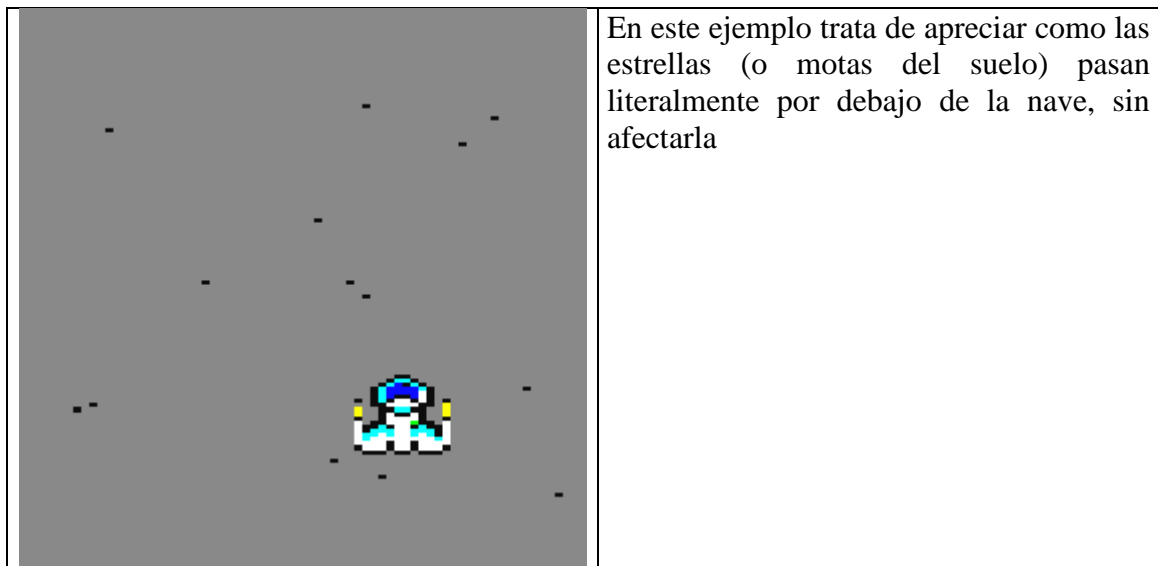 En este ejemplo trata de apreciar como las
estrellas (o motas del suelo) pasan
literalmente por debajo de la nave, sin
afectarla